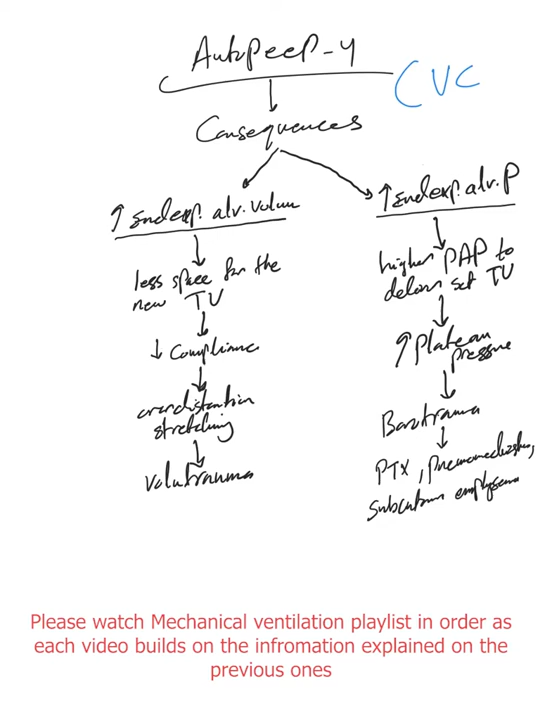 AutoPEEP-4
CVC
Consequences
↑ Endexp. alv. Volum
less space for the
new TV
↓ Compliance
overdistention
stretching
Volutrauma
↑ Endexp. alv. P
higher PAP to
deliver set TV
↑ Plateau
pressure
Barotrauma
PTX, pneumomediastinum,
subcutaneous emphysema
Please watch Mechanical ventilation playlist in order as
each video builds on the infromation explained on the
previous ones